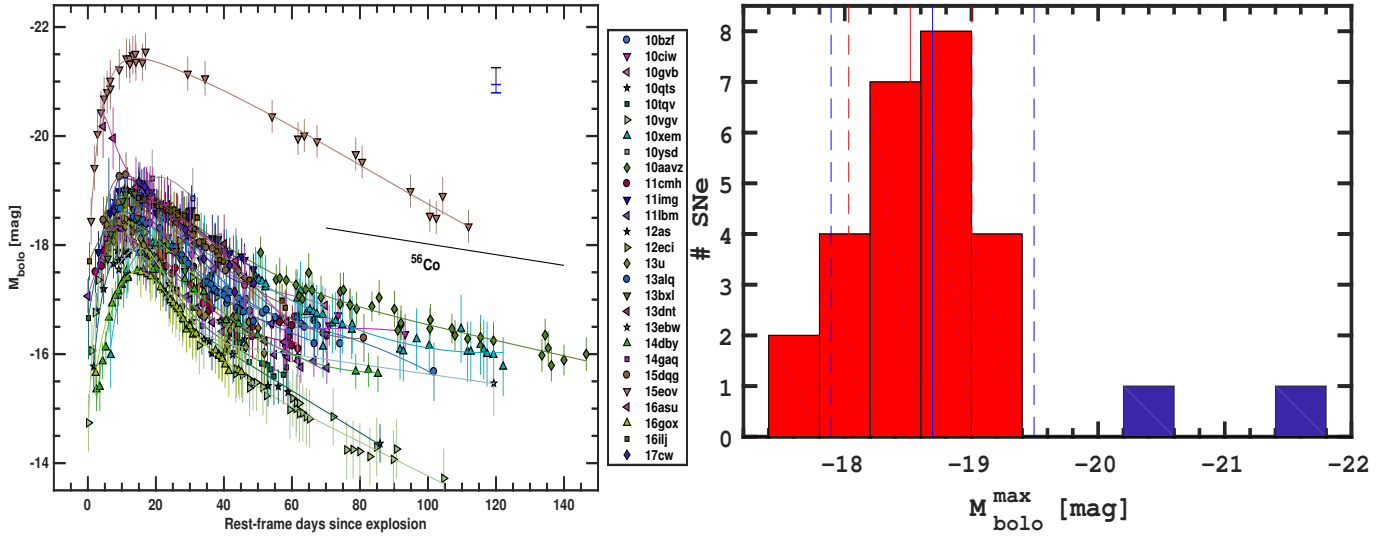 -22
-20
-18
-16
-14
M_bolo [mag]
0 20 40 60 80 100 120 140
Rest-frame days since explosion
⁵⁶Co
10bzf
10ciw
10gvb
10qts
10tqv
10vgv
10xem
10ysd
10aavz
11cmh
11img
11lbm
12as
12eci
13u
13alq
13bxl
13dnt
13ebw
14dby
14gaq
15dqg
15eov
16asu
16gox
16ilj
17cw
8
7
6
5
4
3
2
1
0
# SNe
-18 -19 -20 -21 -22
M_bolo^max [mag]